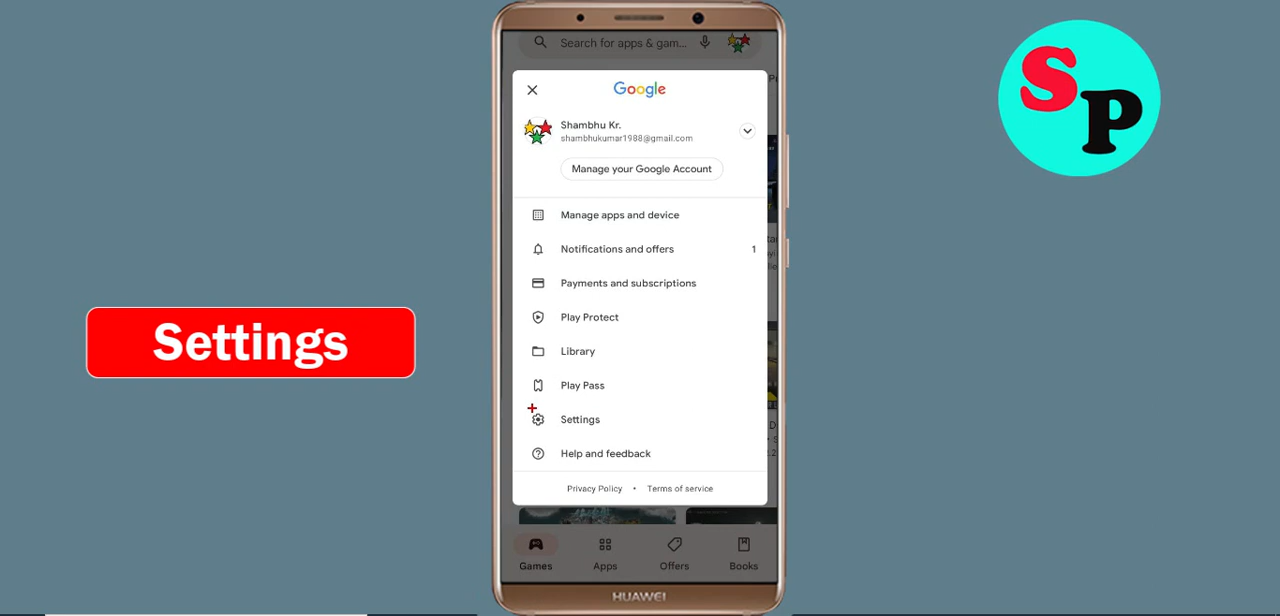 Search for apps & gam...
Google
Shambhu Kr.
shambhukumar1988@gmail.com
Manage your Google Account
Manage apps and device
Notifications and offers 1
Payments and subscriptions
Play Protect
Library
Play Pass
Settings
Help and feedback
Privacy Policy • Terms of service
Games Apps Offers Books
HUAWEI
Settings
SP